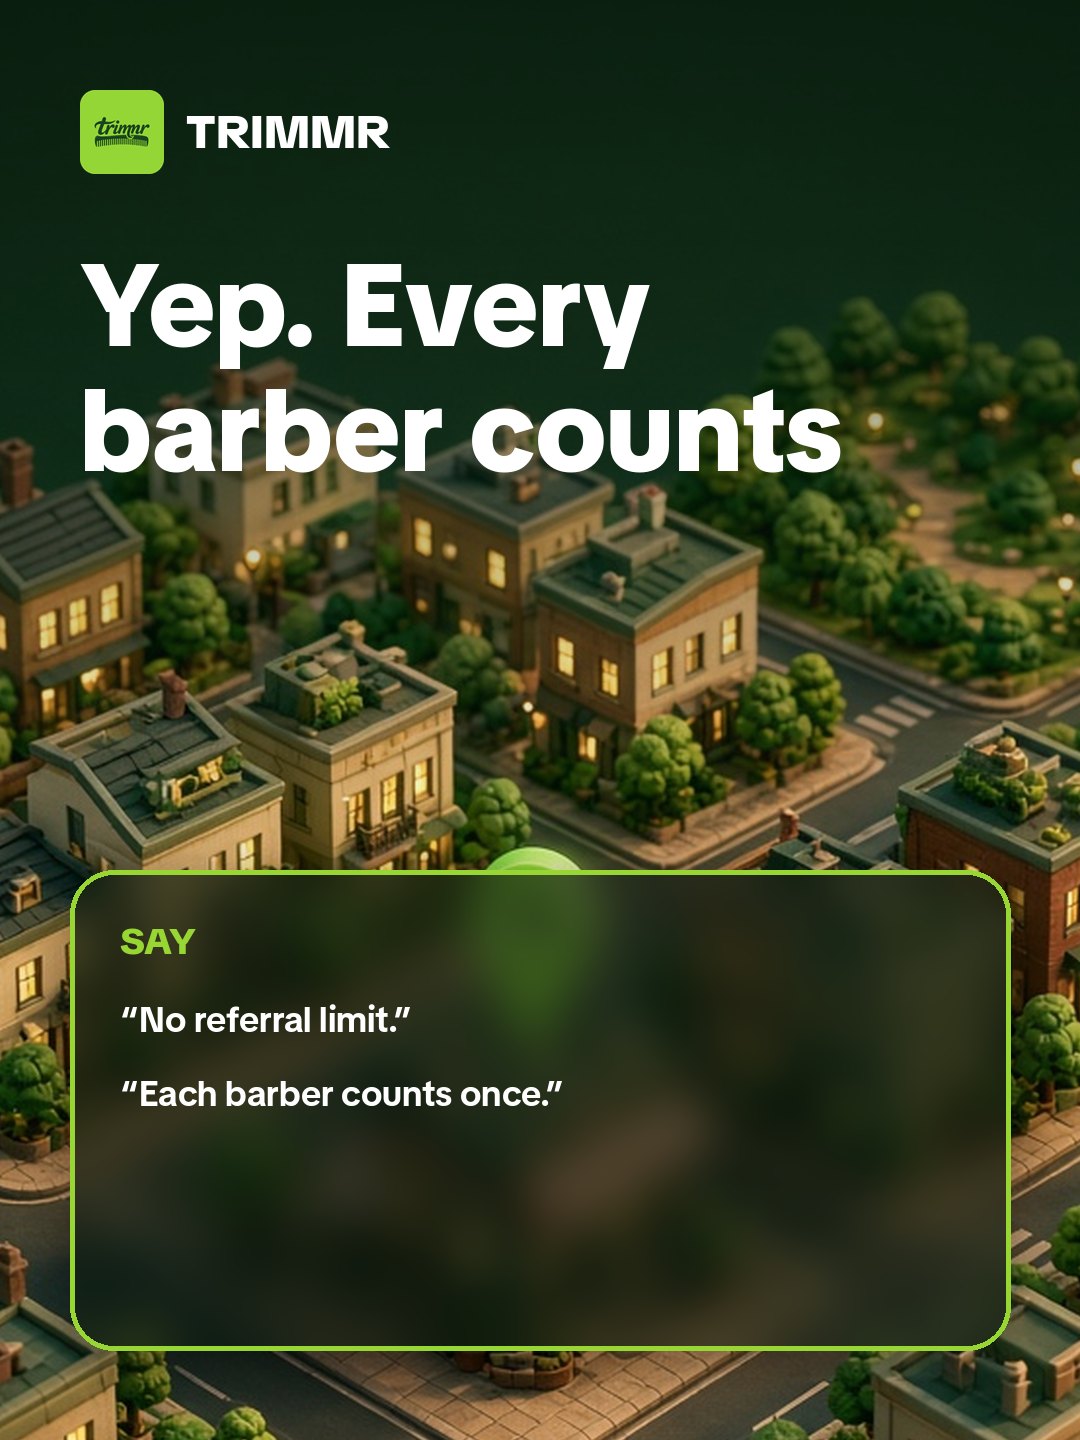 trimmr
TRIMMR
Yep. Every
barber counts
SAY
“No referral limit.”
“Each barber counts once.”